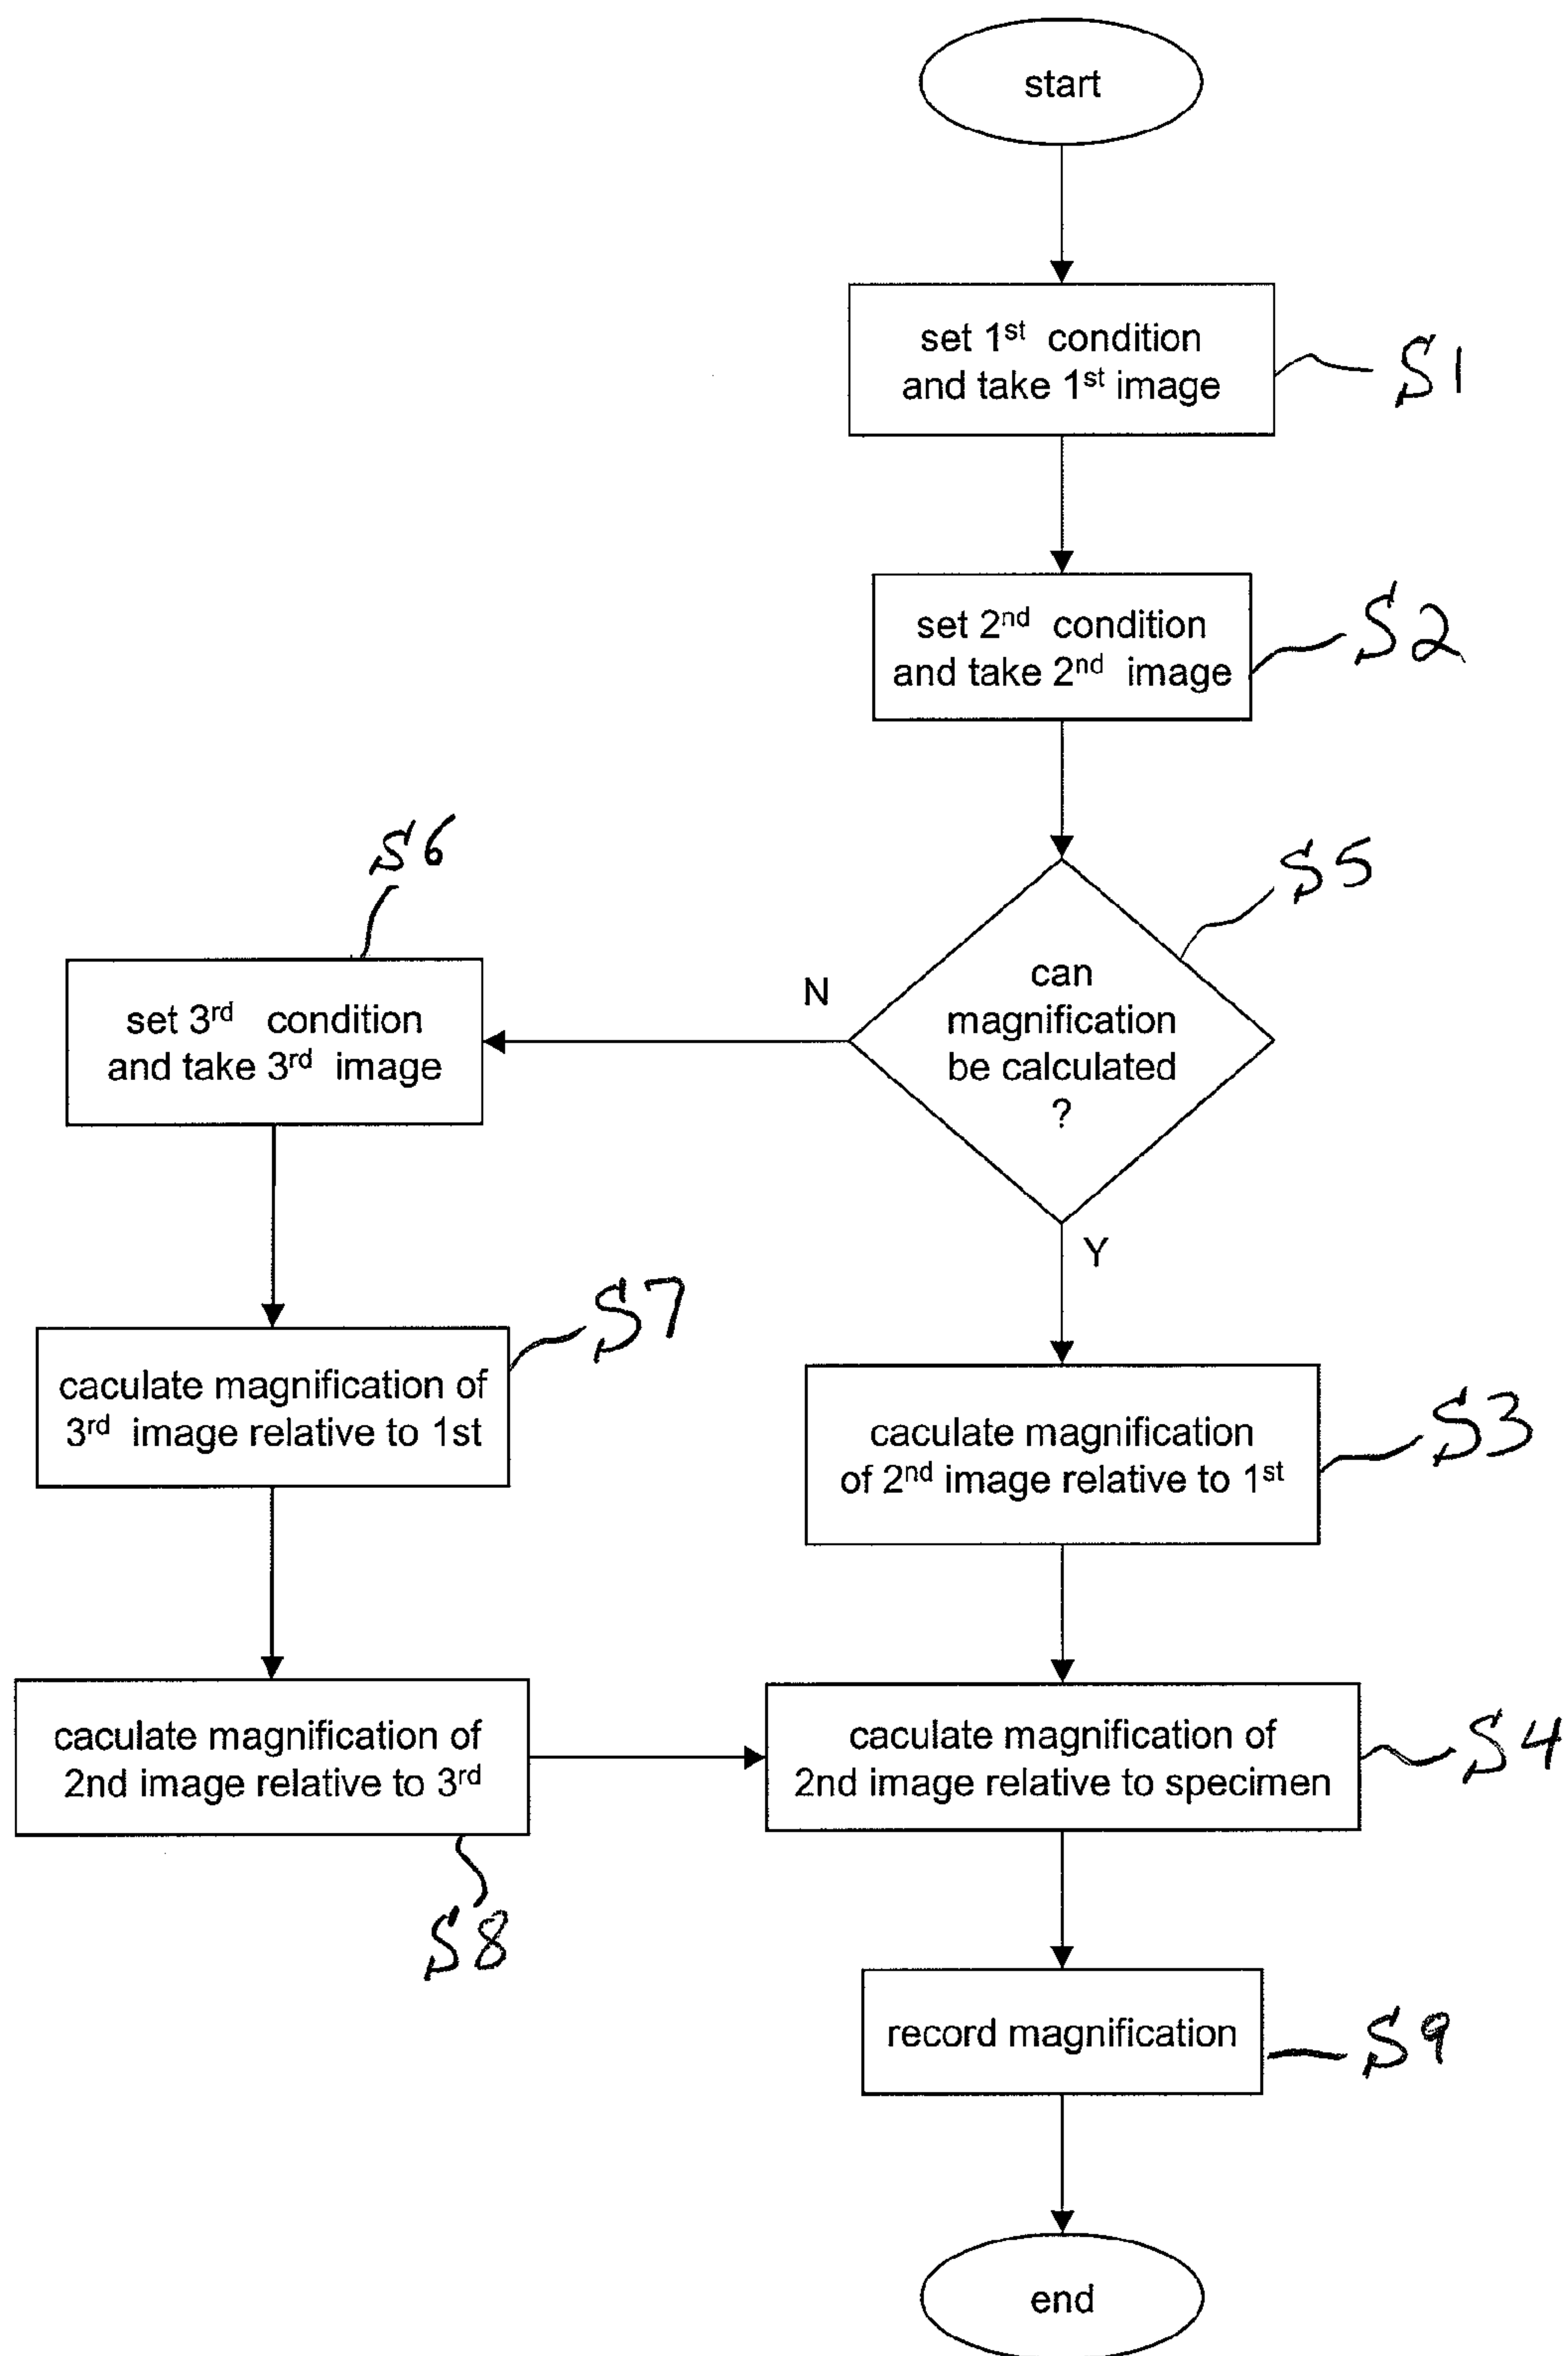 start
set 1st condition
and take 1st image
S1
set 2nd condition
and take 2nd image
S2
S5
can
magnification
be calculated
?
N
Y
S6
set 3rd condition
and take 3rd image
S7
caculate magnification of
3rd image relative to 1st
caculate magnification
of 2nd image relative to 1st
S3
caculate magnification of
2nd image relative to 3rd
S8
caculate magnification of
2nd image relative to specimen
S4
record magnification
S9
end